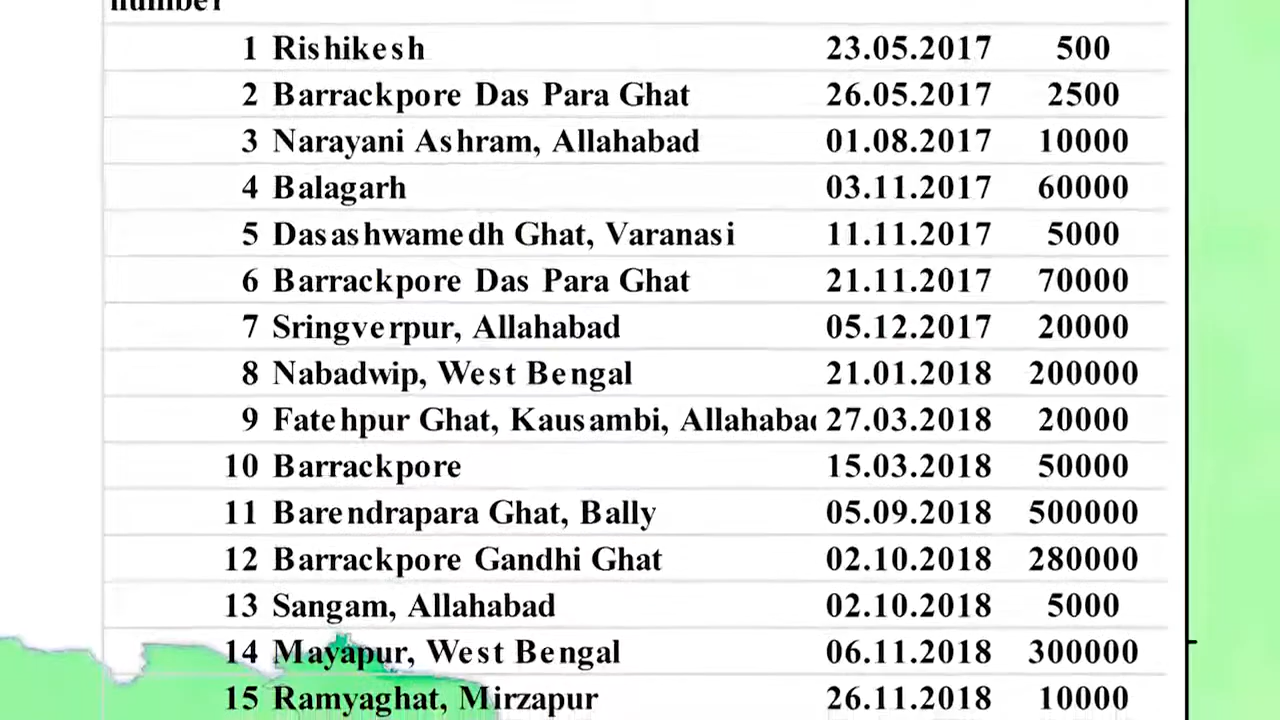 number
1 Rishikesh 23.05.2017 500
2 Barrackpore Das Para Ghat 26.05.2017 2500
3 Narayani Ashram, Allahabad 01.08.2017 10000
4 Balagarh 03.11.2017 60000
5 Dasashwamedh Ghat, Varanasi 11.11.2017 5000
6 Barrackpore Das Para Ghat 21.11.2017 70000
7 Sringverpur, Allahabad 05.12.2017 20000
8 Nabadwip, West Bengal 21.01.2018 200000
9 Fatehpur Ghat, Kausambi, Allahabad 27.03.2018 20000
10 Barrackpore 15.03.2018 50000
11 Barendrapara Ghat, Bally 05.09.2018 500000
12 Barrackpore Gandhi Ghat 02.10.2018 280000
13 Sangam, Allahabad 02.10.2018 5000
14 Mayapur, West Bengal 06.11.2018 300000
15 Ramyaghat, Mirzapur 26.11.2018 10000